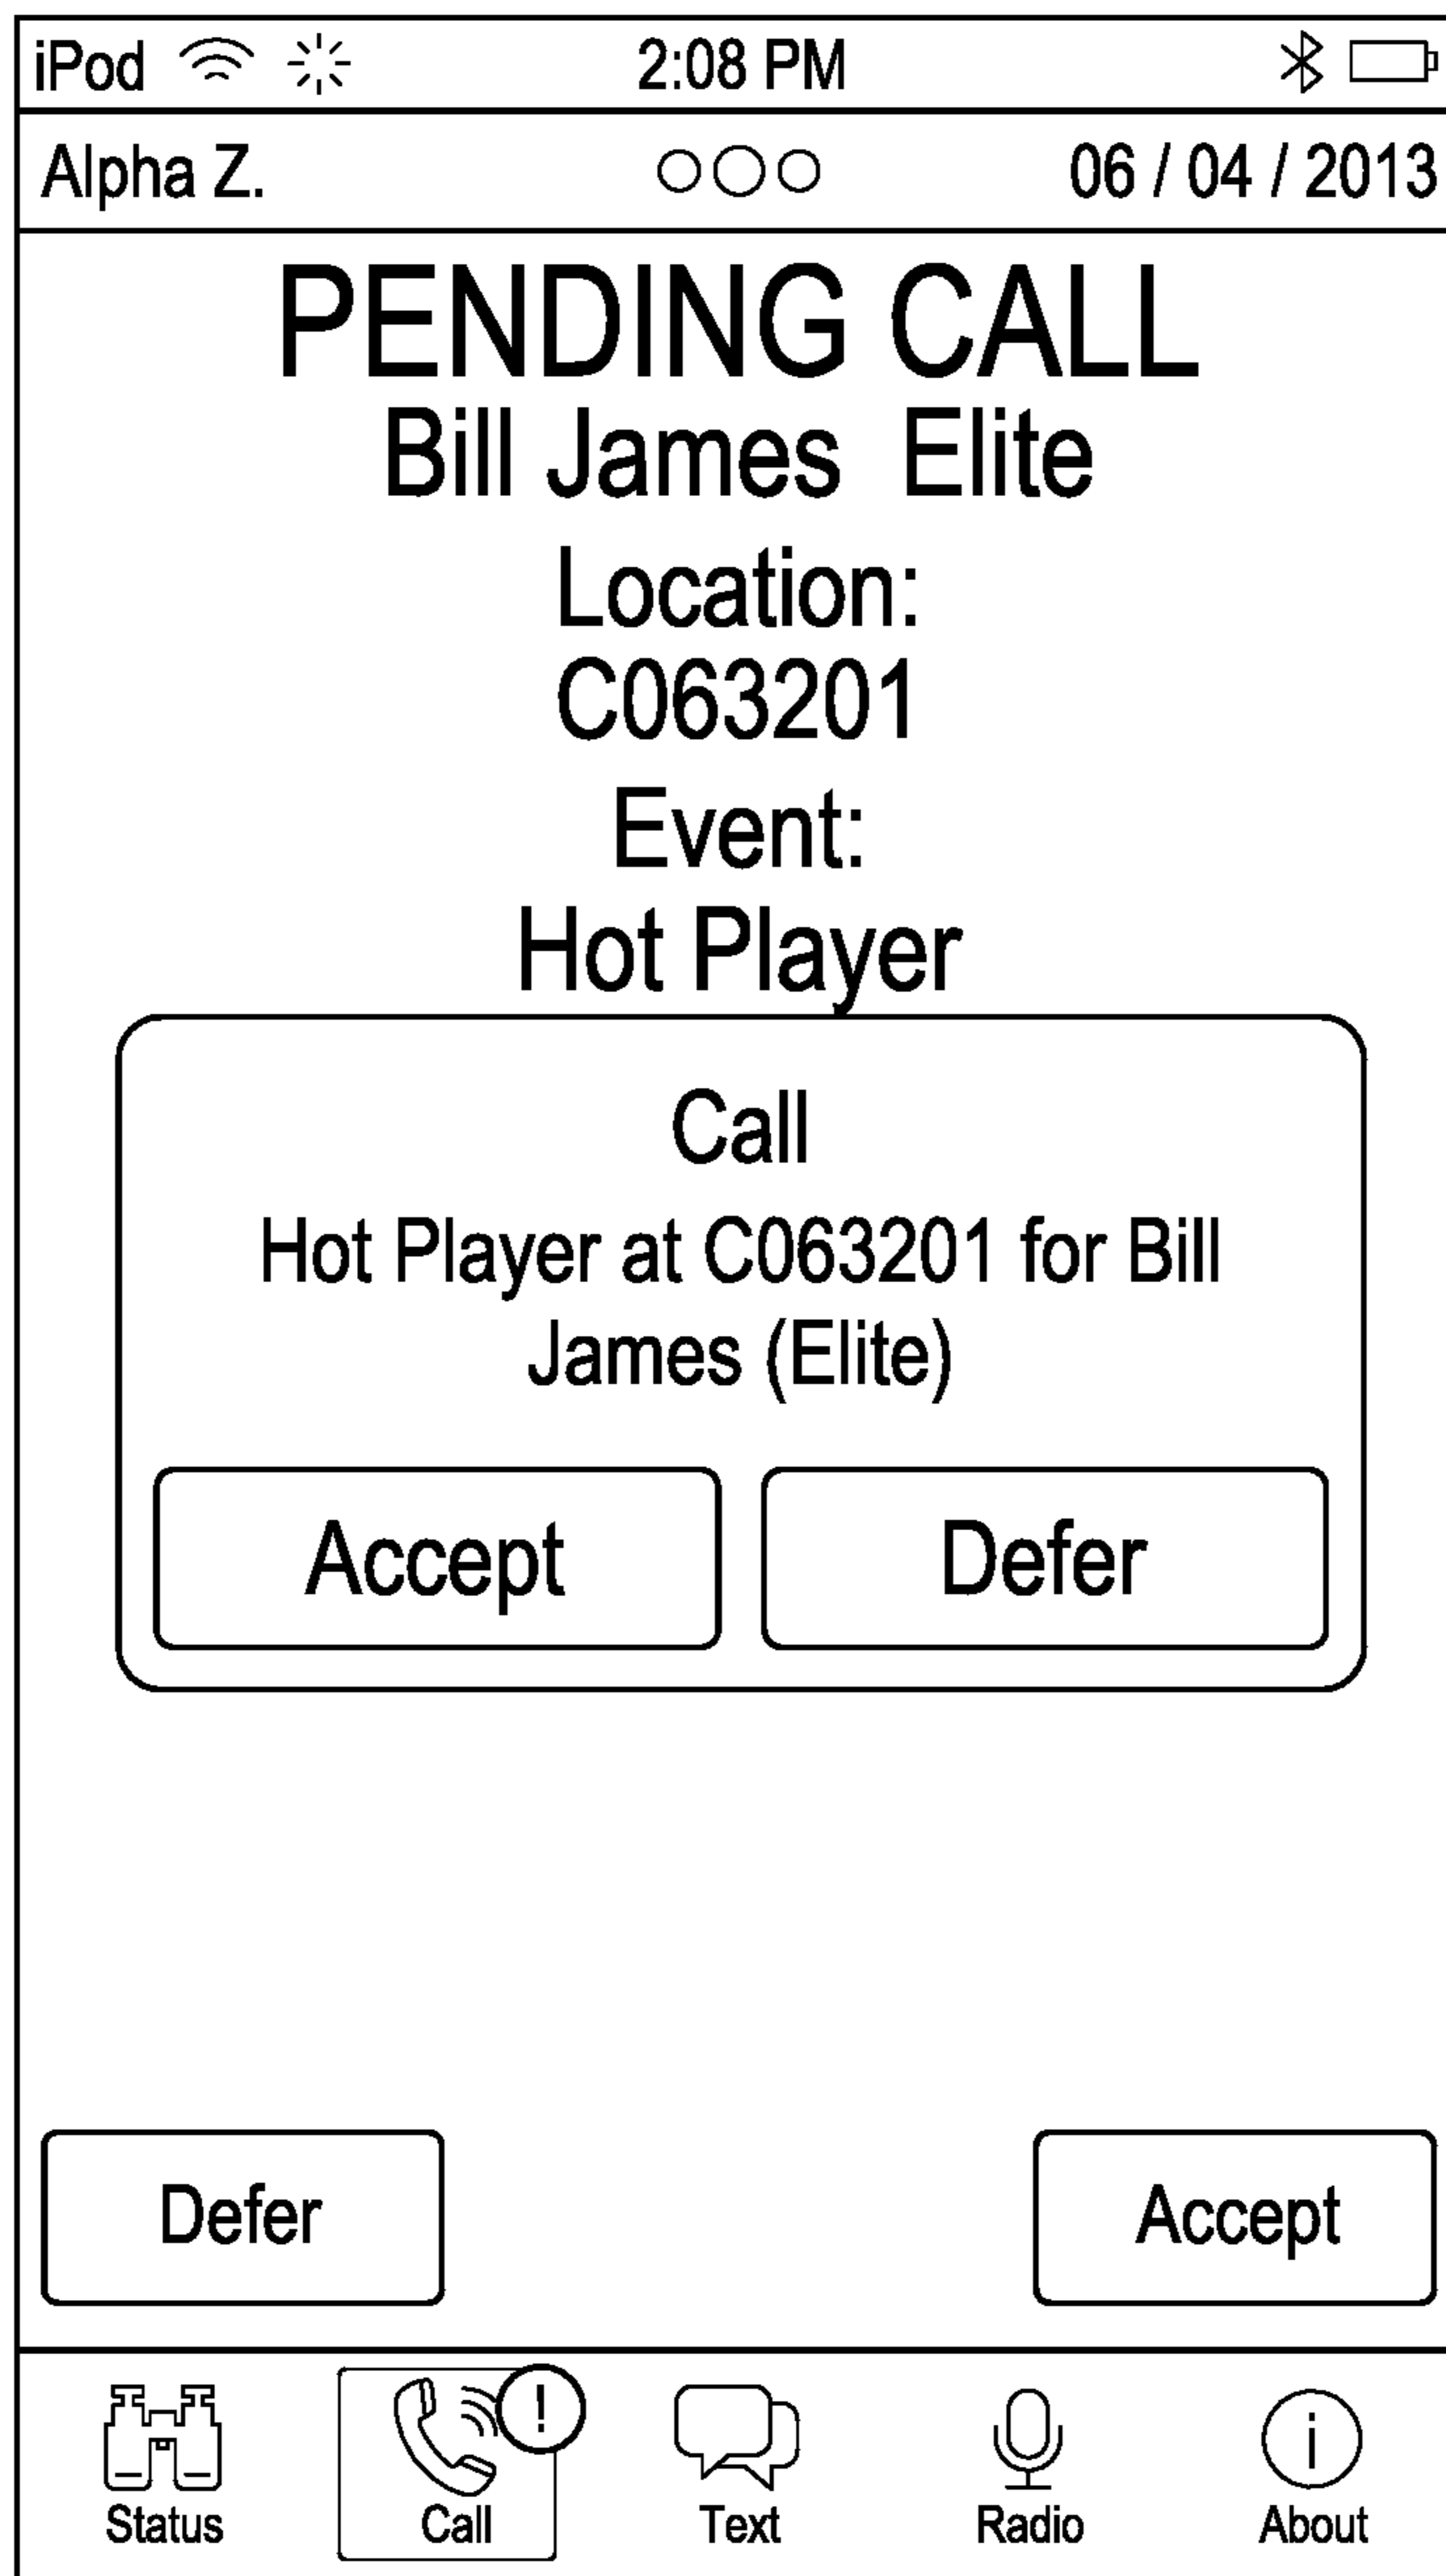 iPod 2:08 PM
Alpha Z. 06 / 04 / 2013
PENDING CALL
Bill James Elite
Location:
C063201
Event:
Hot Player
Call
Hot Player at C063201 for Bill
James (Elite)
Accept Defer
Defer Accept
!
i
Status Call Text Radio About